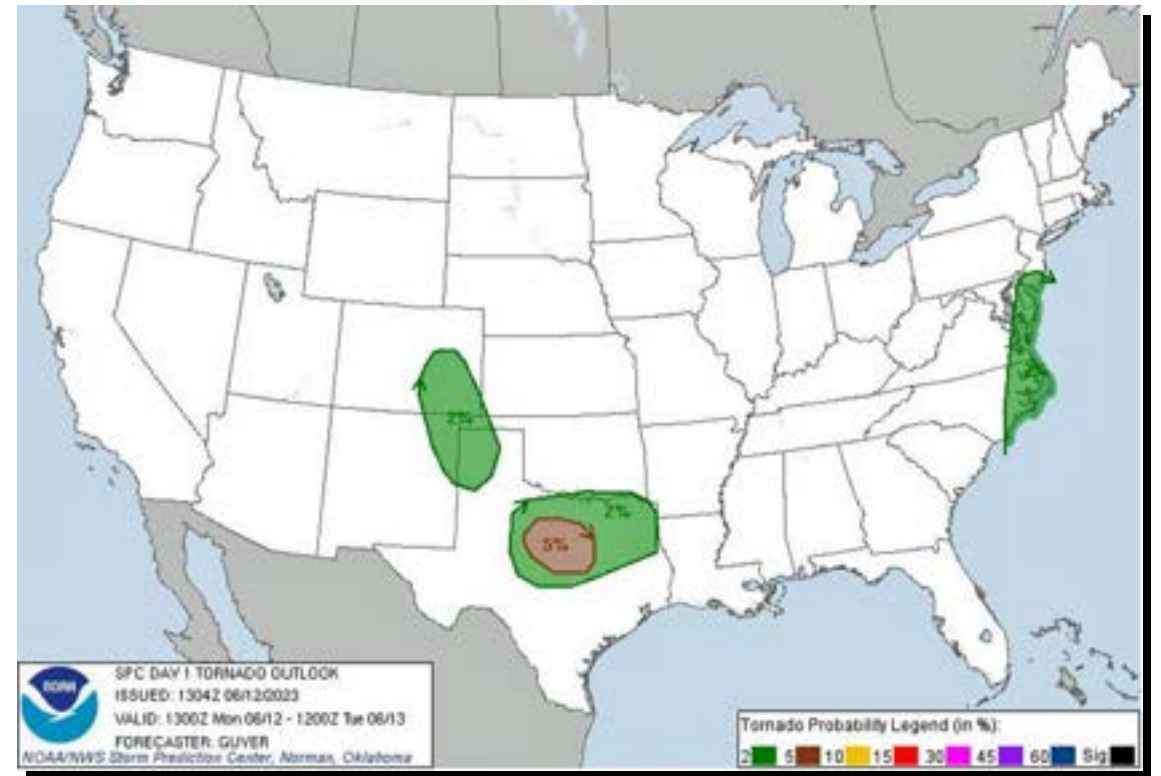 2%
2%
5%
NOAA
SPC DAY 1 TORNADO OUTLOOK
ISSUED: 1304Z 06/12/2023
VALID: 1300Z Mon 06/12 - 1200Z Tue 06/13
FORECASTER: GUYER
NOAA/NWS Storm Prediction Center, Norman, Oklahoma
Tornado Probability Legend (in %):
2 5 10 15 30 45 60 Sig